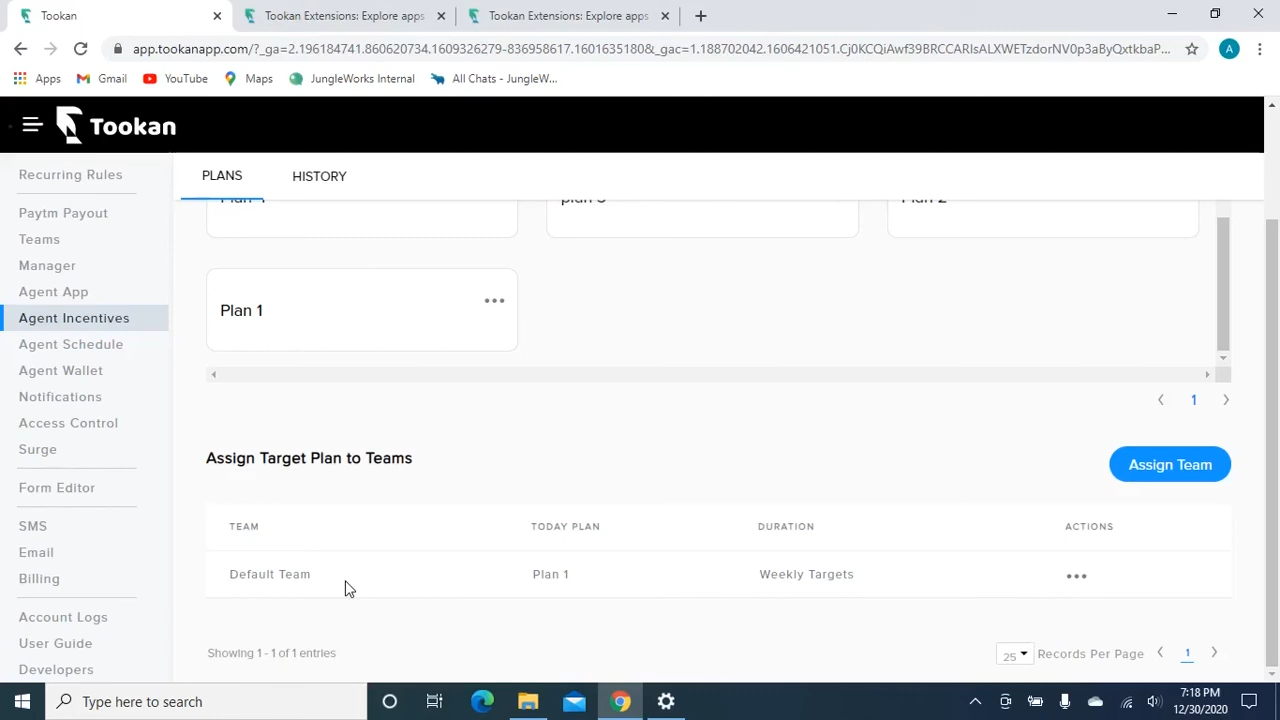 Tookan
Tookan Extensions: Explore apps
Tookan Extensions: Explore apps
app.tookanapp.com/?_ga=2.196184741.860620734.1609326279-836958617.1601635180&_gac=1.188702042.1606421051.Cj0KCQiAwf39BRCCARIsALXWETzdorNV0p3aByQxtkbaP...
A
Apps
Gmail
YouTube
Maps
JungleWorks Internal
All Chats - JungleW...
Tookan
Recurring Rules
Paytm Payout
Teams
Manager
Agent App
Agent Incentives
Agent Schedule
Agent Wallet
Notifications
Access Control
Surge
Form Editor
SMS
Email
Billing
Account Logs
User Guide
Developers
PLANS
HISTORY
Plan 1
1
Assign Target Plan to Teams
Assign Team
TEAM TODAY PLAN DURATION ACTIONS
Default Team Plan 1 Weekly Targets
Showing 1 - 1 of 1 entries
25 Records Per Page 1
Type here to search
7:18 PM
12/30/2020